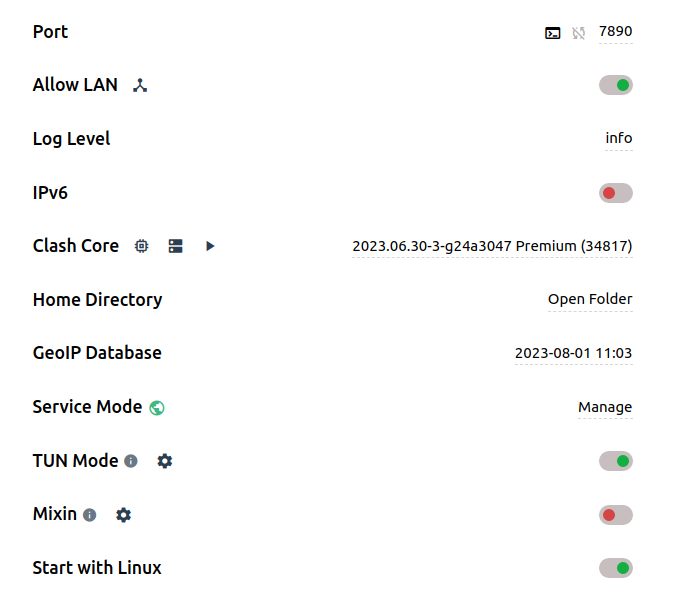 Port 7890
Allow LAN
Log Level info
IPv6
Clash Core 2023.06.30-3-g24a3047 Premium (34817)
Home Directory Open Folder
GeoIP Database 2023-08-01 11:03
Service Mode Manage
TUN Mode
Mixin
Start with Linux